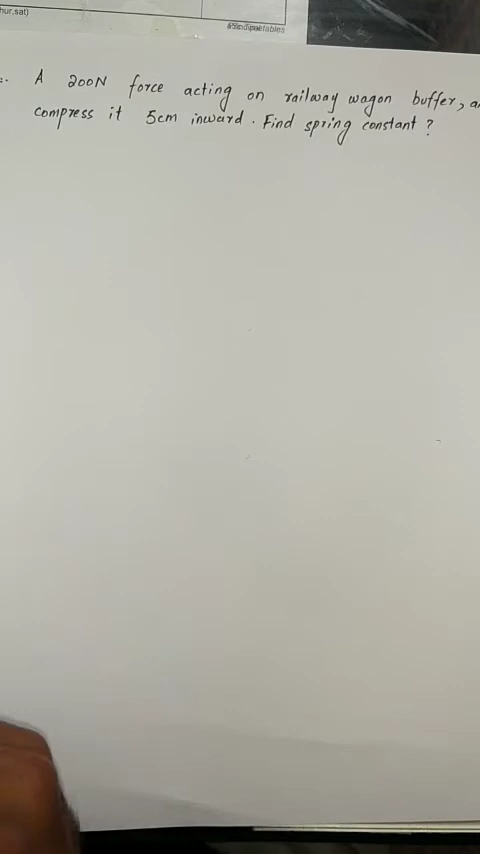 hur,sat)
A 200N force acting on railway wagon buffer,
compress it 5cm inward. Find spring constant ?